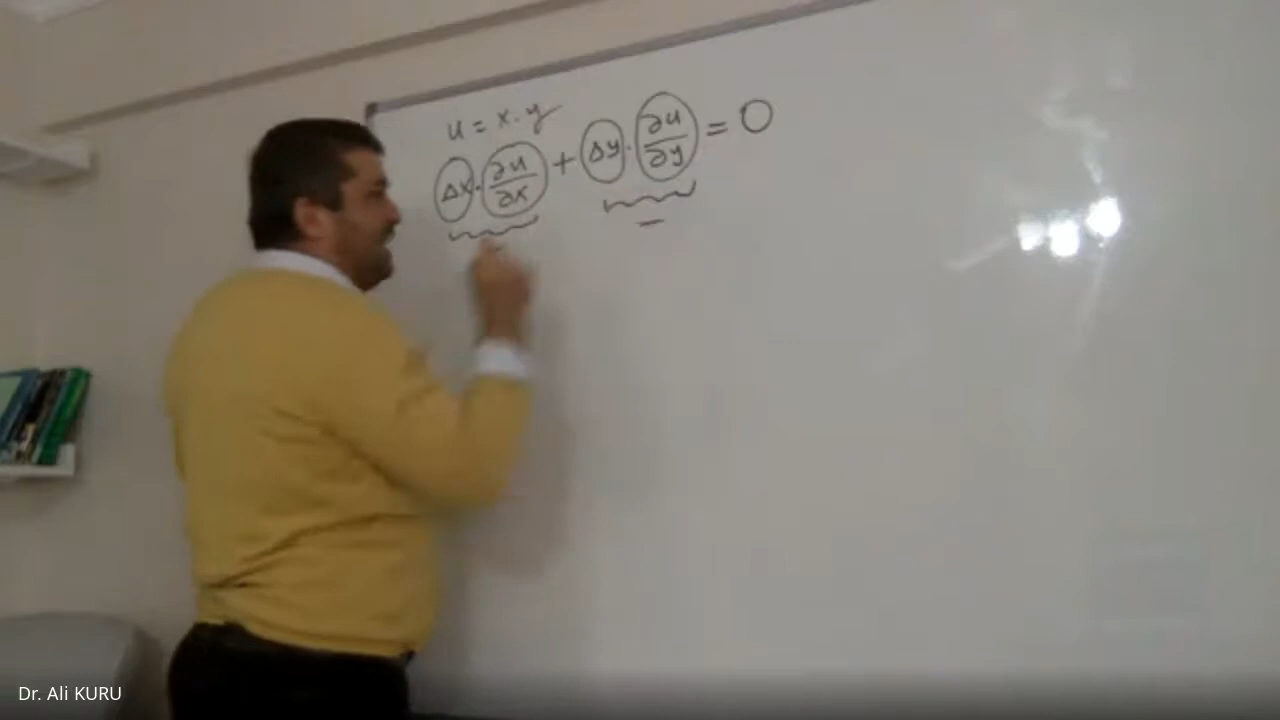 u = x . y
Δx . ∂u/∂x + Δy . ∂u/∂y = 0
Dr. Ali KURU